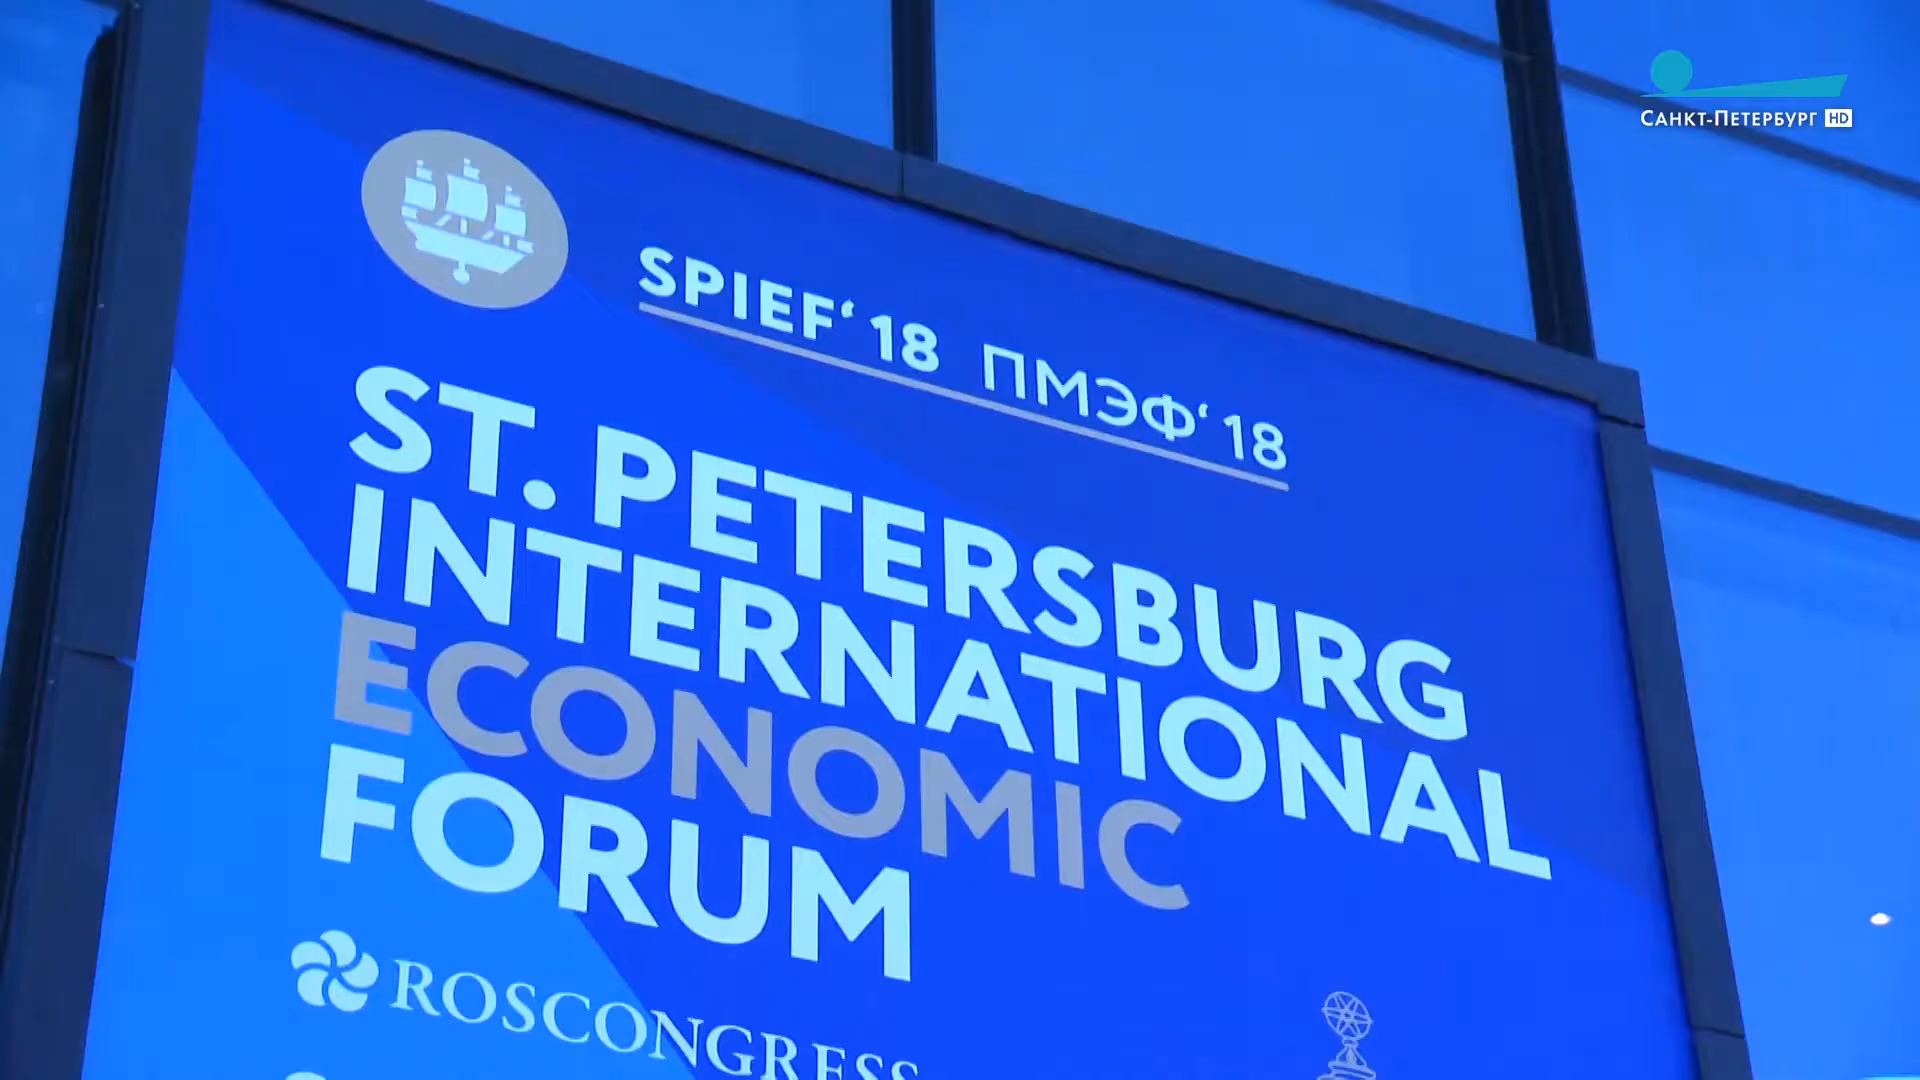 САНКТ-ПЕТЕРБУРГ HD
SPIEF‘ 18 ПМЭФ‘ 18
ST. PETERSBURG
INTERNATIONAL
ECONOMIC
FORUM
ROSCONGRESS